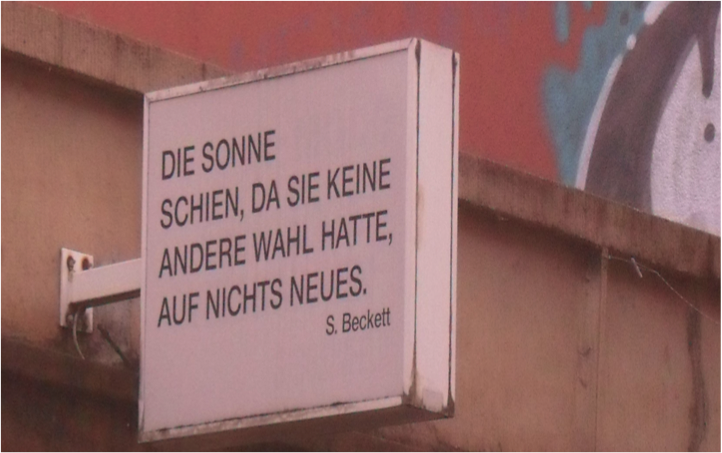 DIE SONNE
SCHIEN, DA SIE KEINE
ANDERE WAHL HATTE,
AUF NICHTS NEUES.
S. Beckett